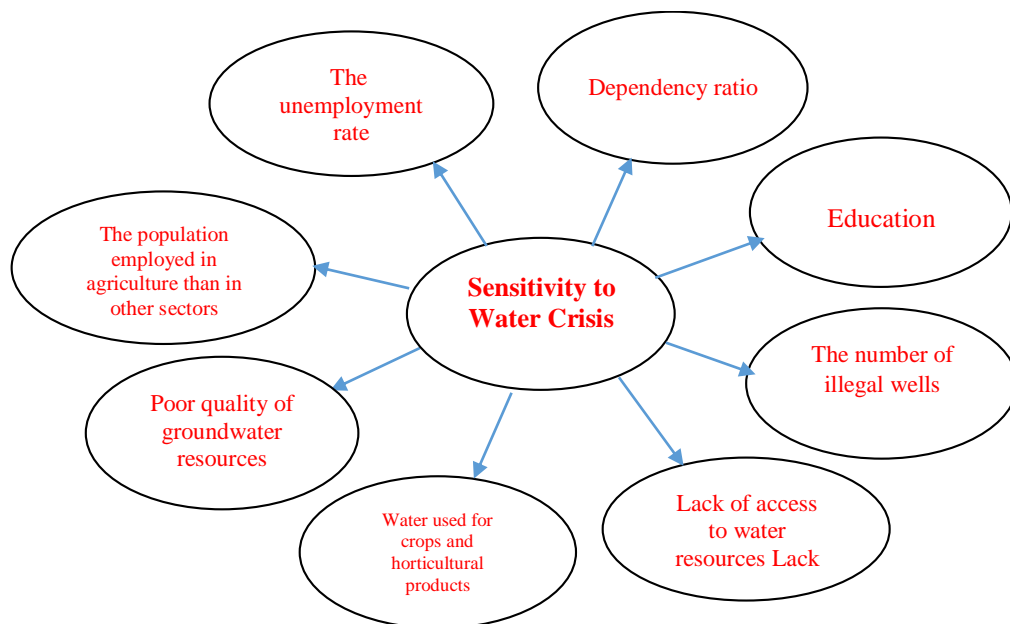 The
unemployment
rate
Dependency ratio
Education
The population
employed in
agriculture than in
other sectors
Sensitivity to
Water Crisis
The number of
illegal wells
Poor quality of
groundwater
resources
Water used for
crops and
horticultural
products
Lack of access
to water
resources Lack